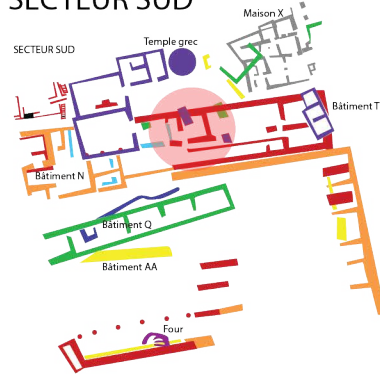 SECTEUR SUD
Maison X
Temple grec
SECTEUR SUD
Bâtiment T
Bâtiment N
Bâtiment Q
Bâtiment AA
Four